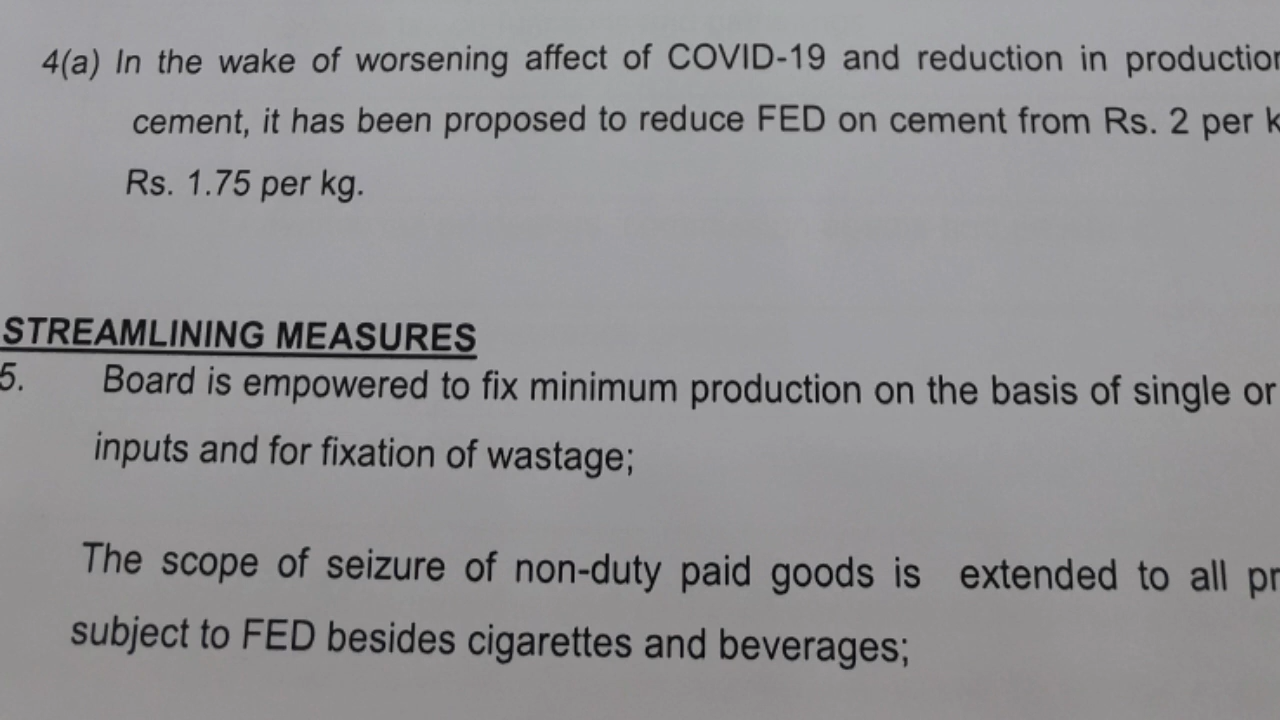 4(a) In the wake of worsening affect of COVID-19 and reduction in production
cement, it has been proposed to reduce FED on cement from Rs. 2 per k
Rs. 1.75 per kg.
STREAMLINING MEASURES
5. Board is empowered to fix minimum production on the basis of single or
inputs and for fixation of wastage;
The scope of seizure of non-duty paid goods is extended to all pr
subject to FED besides cigarettes and beverages;